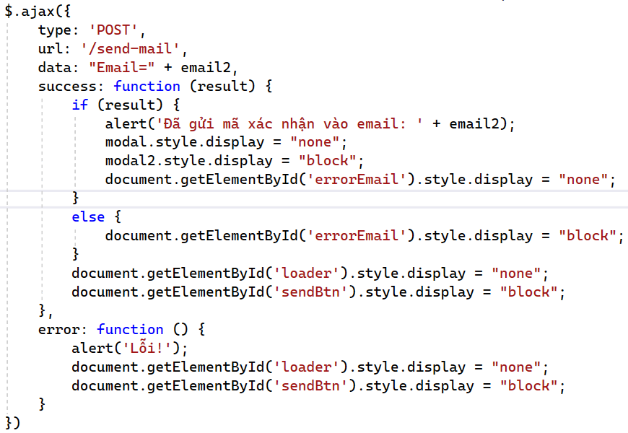 $.ajax({
    type: 'POST',
    url: '/send-mail',
    data: "Email=" + email2,
    success: function (result) {
        if (result) {
            alert('Đã gửi mã xác nhận vào email: ' + email2);
            modal.style.display = "none";
            modal2.style.display = "block";
            document.getElementById('errorEmail').style.display = "none";
        }
        else {
            document.getElementById('errorEmail').style.display = "block";
        }
        document.getElementById('loader').style.display = "none";
        document.getElementById('sendBtn').style.display = "block";
    },
    error: function () {
        alert('Lỗi!');
        document.getElementById('loader').style.display = "none";
        document.getElementById('sendBtn').style.display = "block";
    }
})